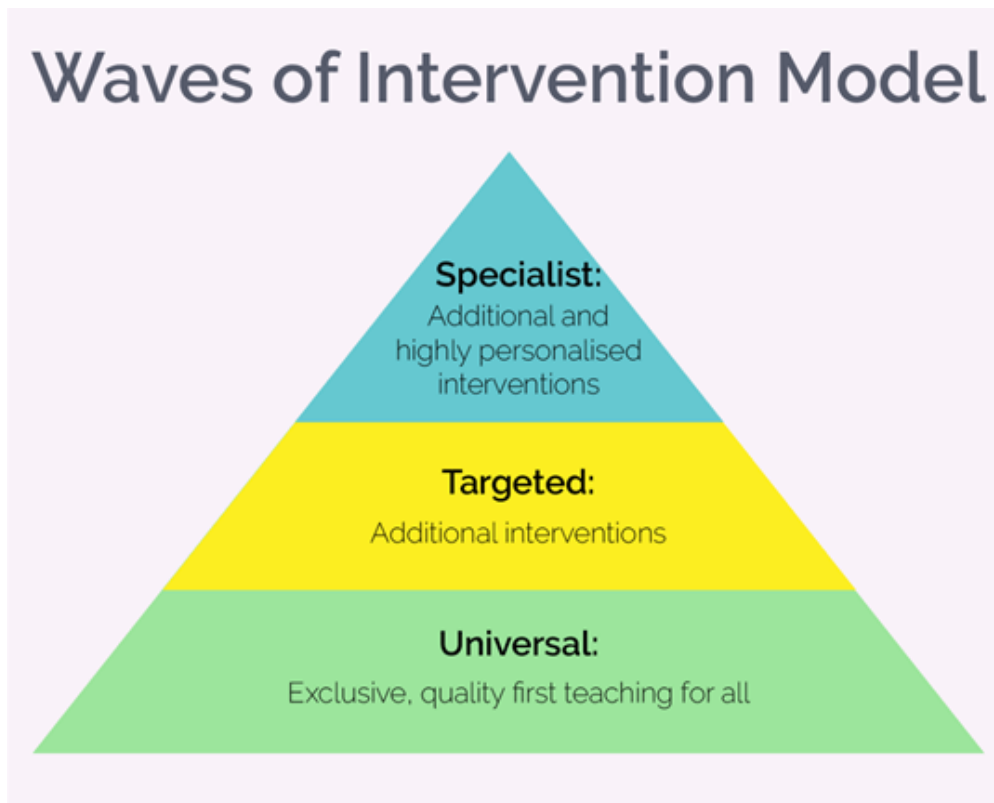 Waves of Intervention Model
Specialist:
Additional and
highly personalised
interventions
Targeted:
Additional interventions
Universal:
Exclusive, quality first teaching for all